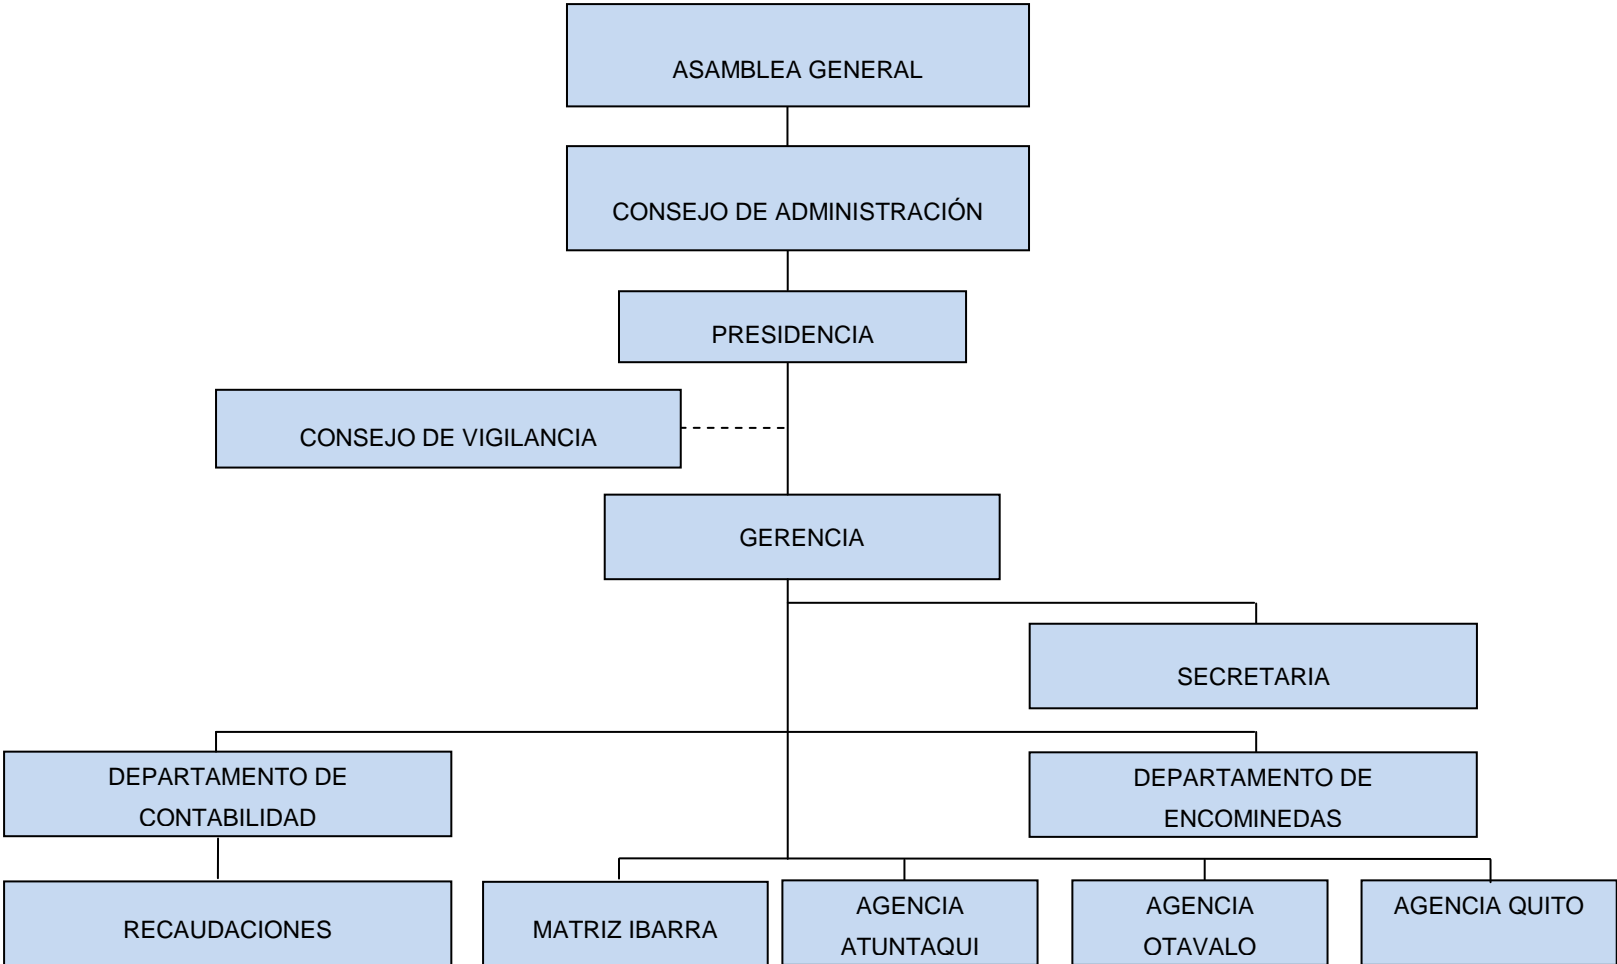 ASAMBLEA GENERAL
CONSEJO DE ADMINISTRACIÓN
PRESIDENCIA
CONSEJO DE VIGILANCIA
GERENCIA
SECRETARIA
DEPARTAMENTO DE
CONTABILIDAD
DEPARTAMENTO DE
ENCOMINEDAS
RECAUDACIONES
MATRIZ IBARRA
AGENCIA
ATUNTAQUI
AGENCIA
OTAVALO
AGENCIA QUITO